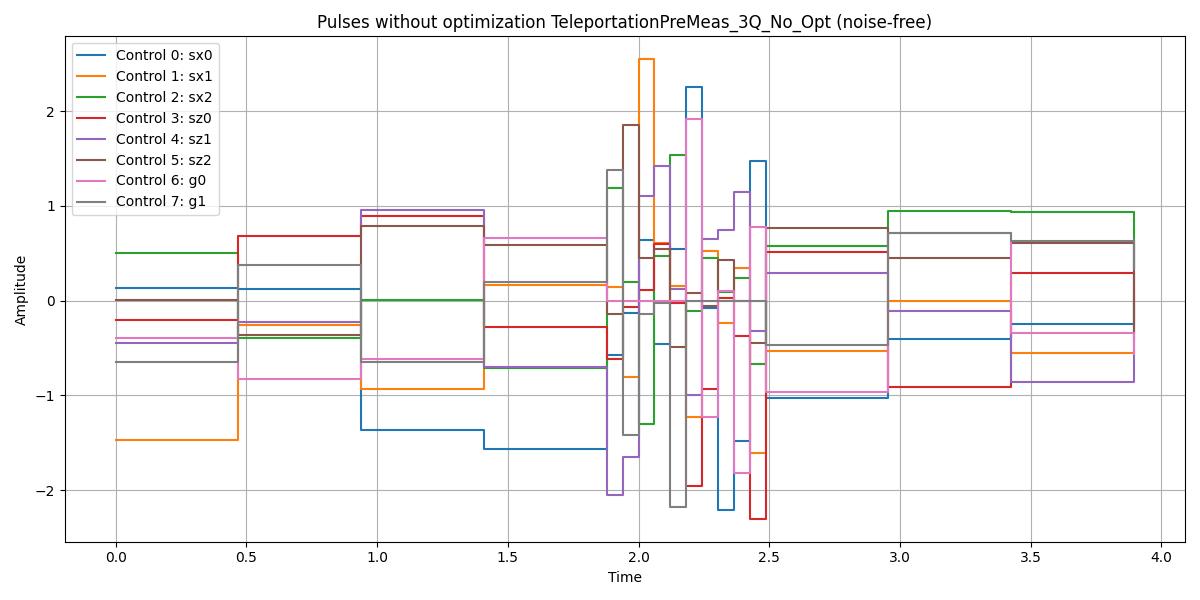 Pulses without optimization TeleportationPreMeas_3Q_No_Opt (noise-free)
Control 0: sx0
Control 1: sx1
Control 2: sx2
Control 3: sz0
Control 4: sz1
Control 5: sz2
Control 6: g0
Control 7: g1
Amplitude
2
1
0
−1
−2
0.0 0.5 1.0 1.5 2.0 2.5 3.0 3.5 4.0
Time